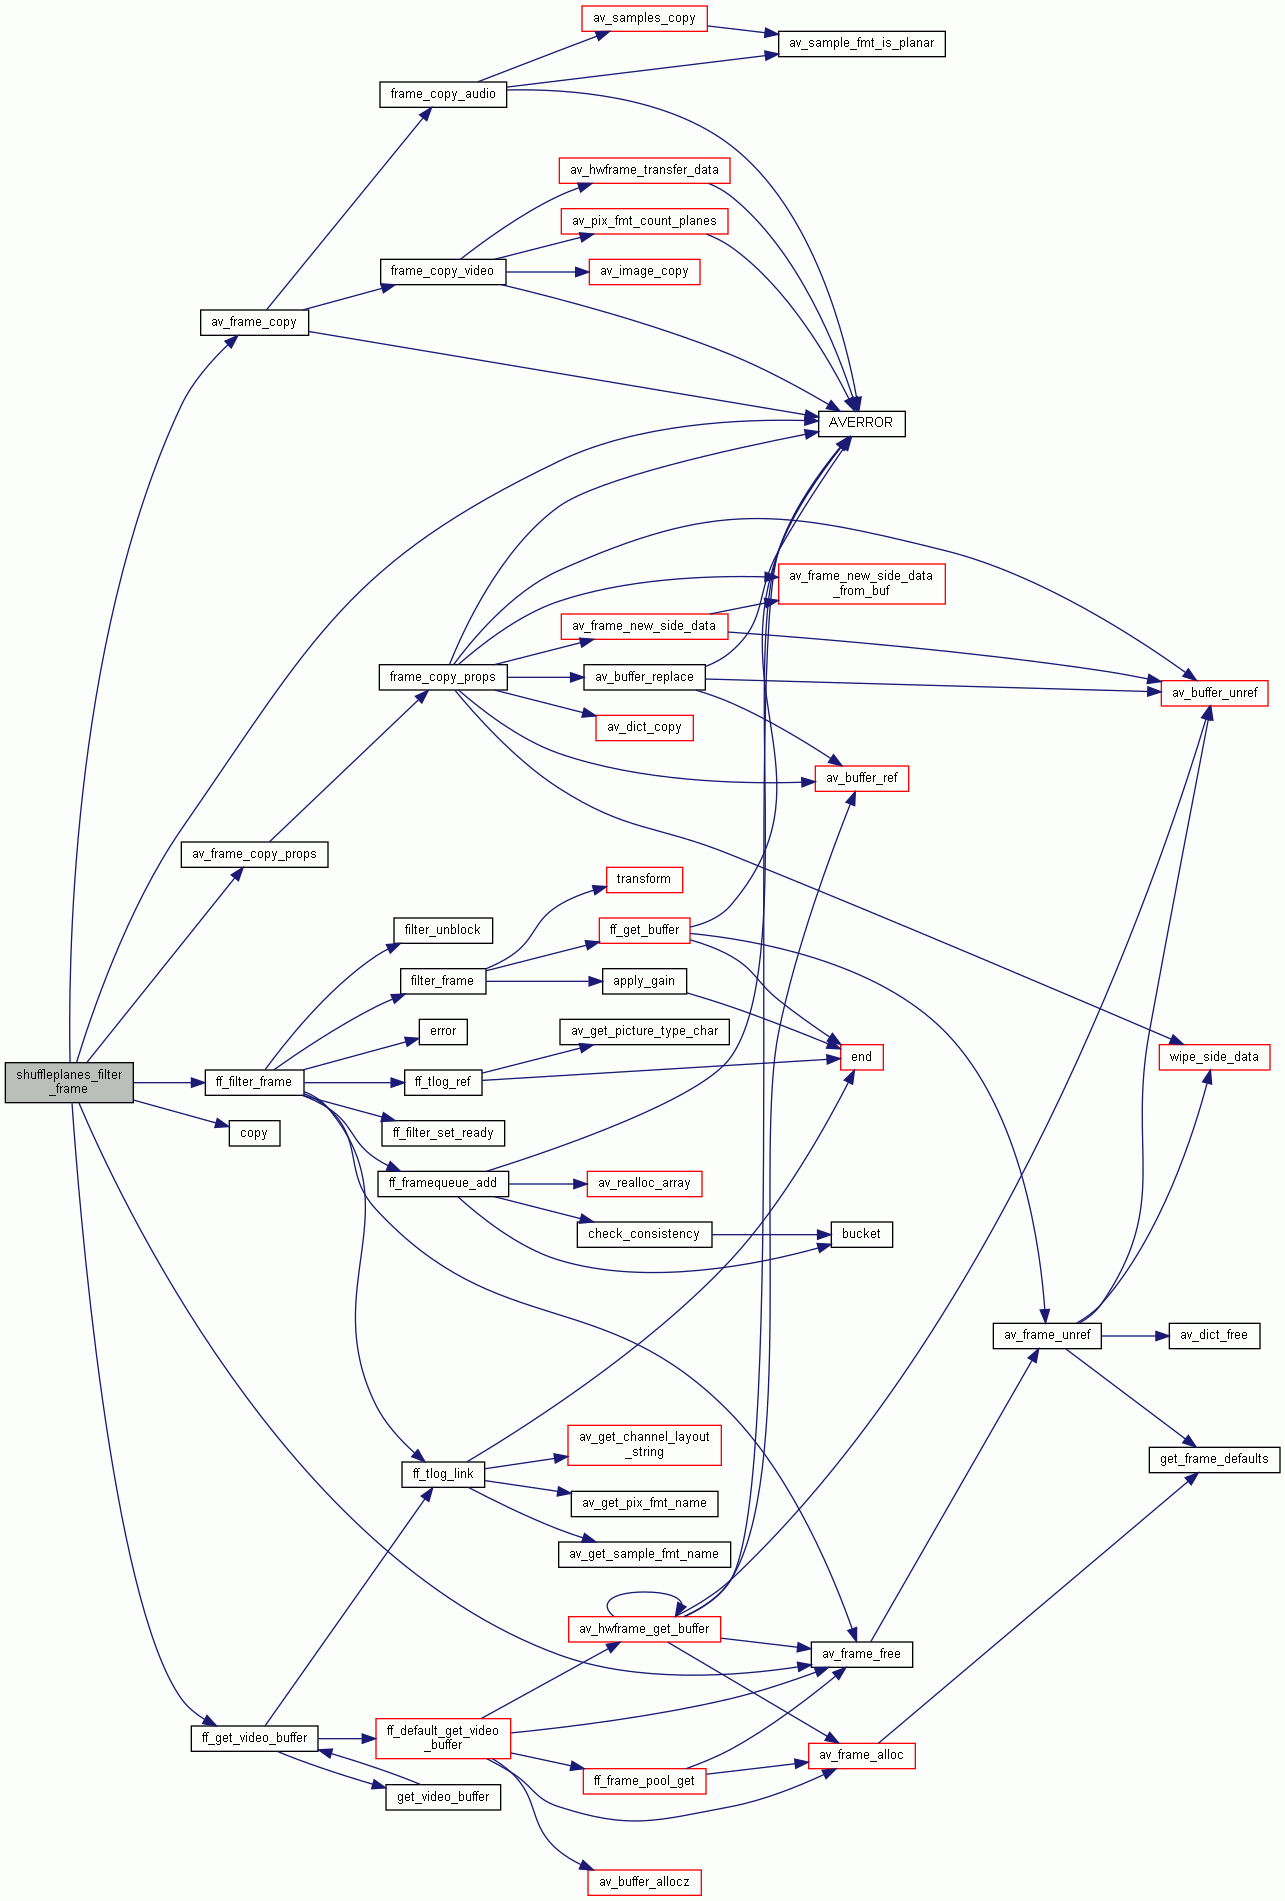 av_samples_copy
av_sample_fmt_is_planar
frame_copy_audio
av_hwframe_transfer_data
av_pix_fmt_count_planes
frame_copy_video
av_image_copy
av_frame_copy
AVERROR
av_frame_new_side_data
_from_buf
av_frame_new_side_data
frame_copy_props
av_buffer_replace
av_buffer_unref
av_dict_copy
av_buffer_ref
av_frame_copy_props
transform
filter_unblock
ff_get_buffer
filter_frame
apply_gain
error
av_get_picture_type_char
end
wipe_side_data
shuffleplanes_filter
_frame
ff_filter_frame
ff_tlog_ref
copy
ff_filter_set_ready
ff_framequeue_add
av_realloc_array
check_consistency
bucket
av_frame_unref
av_dict_free
av_get_channel_layout
_string
get_frame_defaults
ff_tlog_link
av_get_pix_fmt_name
av_get_sample_fmt_name
av_hwframe_get_buffer
av_frame_free
ff_get_video_buffer
ff_default_get_video
_buffer
av_frame_alloc
ff_frame_pool_get
get_video_buffer
av_buffer_allocz